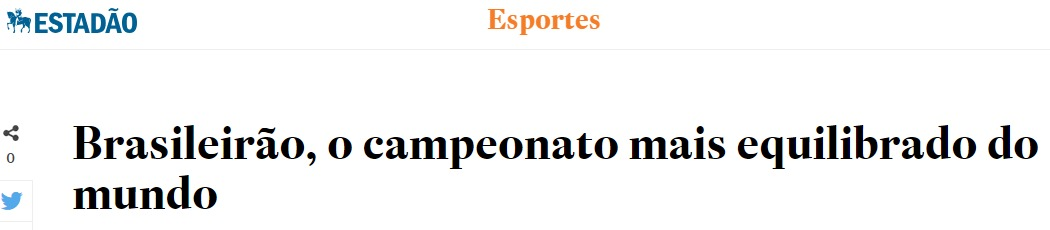 ESTADÃO
Esportes
Brasileirão, o campeonato mais equilibrado do
mundo
0